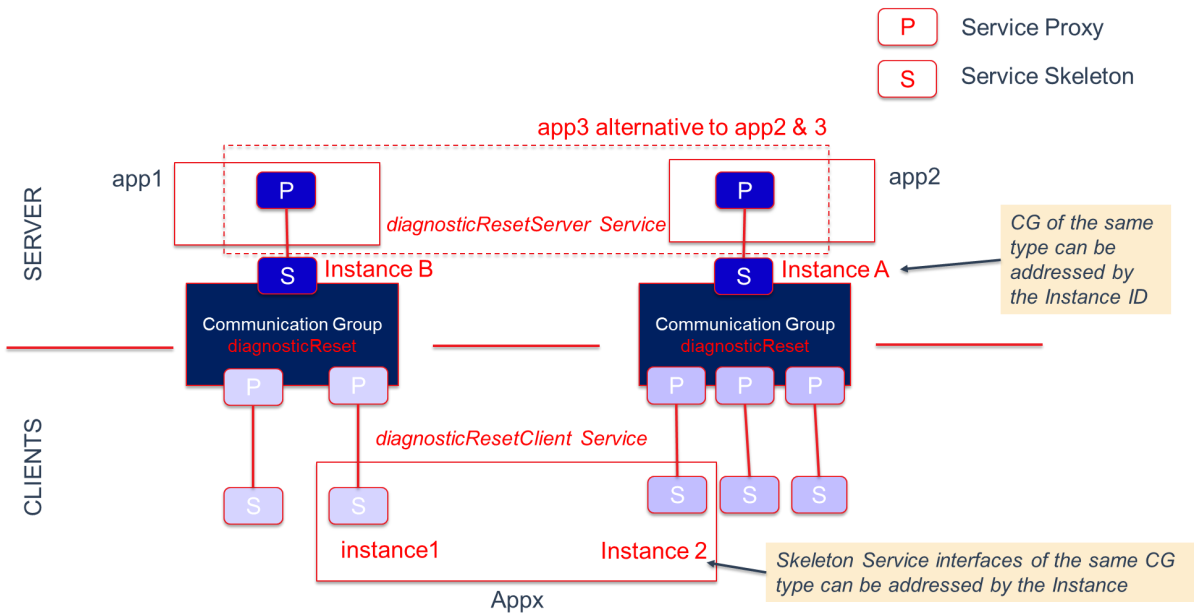 P Service Proxy
S Service Skeleton
app3 alternative to app2 & 3
app1
P
P
app2
diagnosticResetServer Service
SERVER
S
Instance B
S
Instance A
CG of the same
type can be
addressed by
the Instance ID
Communication Group
diagnosticReset
Communication Group
diagnosticReset
P
P
P
P
P
CLIENTS
diagnosticResetClient Service
S
S
S
S
S
instance1
Instance 2
Skeleton Service interfaces of the same CG
type can be addressed by the Instance
Appx